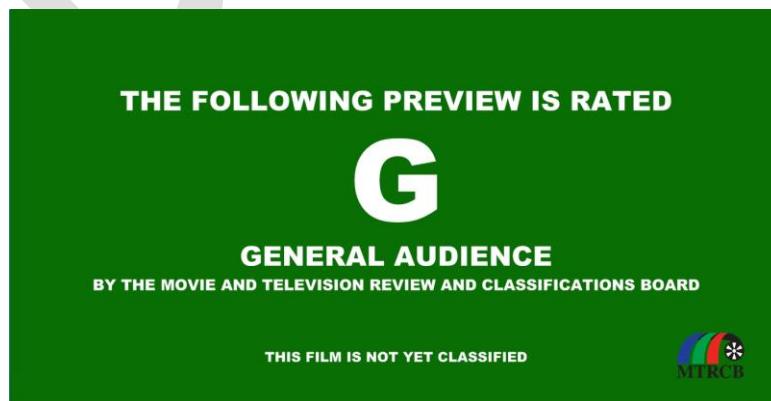 THE FOLLOWING PREVIEW IS RATED
G
GENERAL AUDIENCE
BY THE MOVIE AND TELEVISION REVIEW AND CLASSIFICATIONS BOARD
THIS FILM IS NOT YET CLASSIFIED
MTRCB